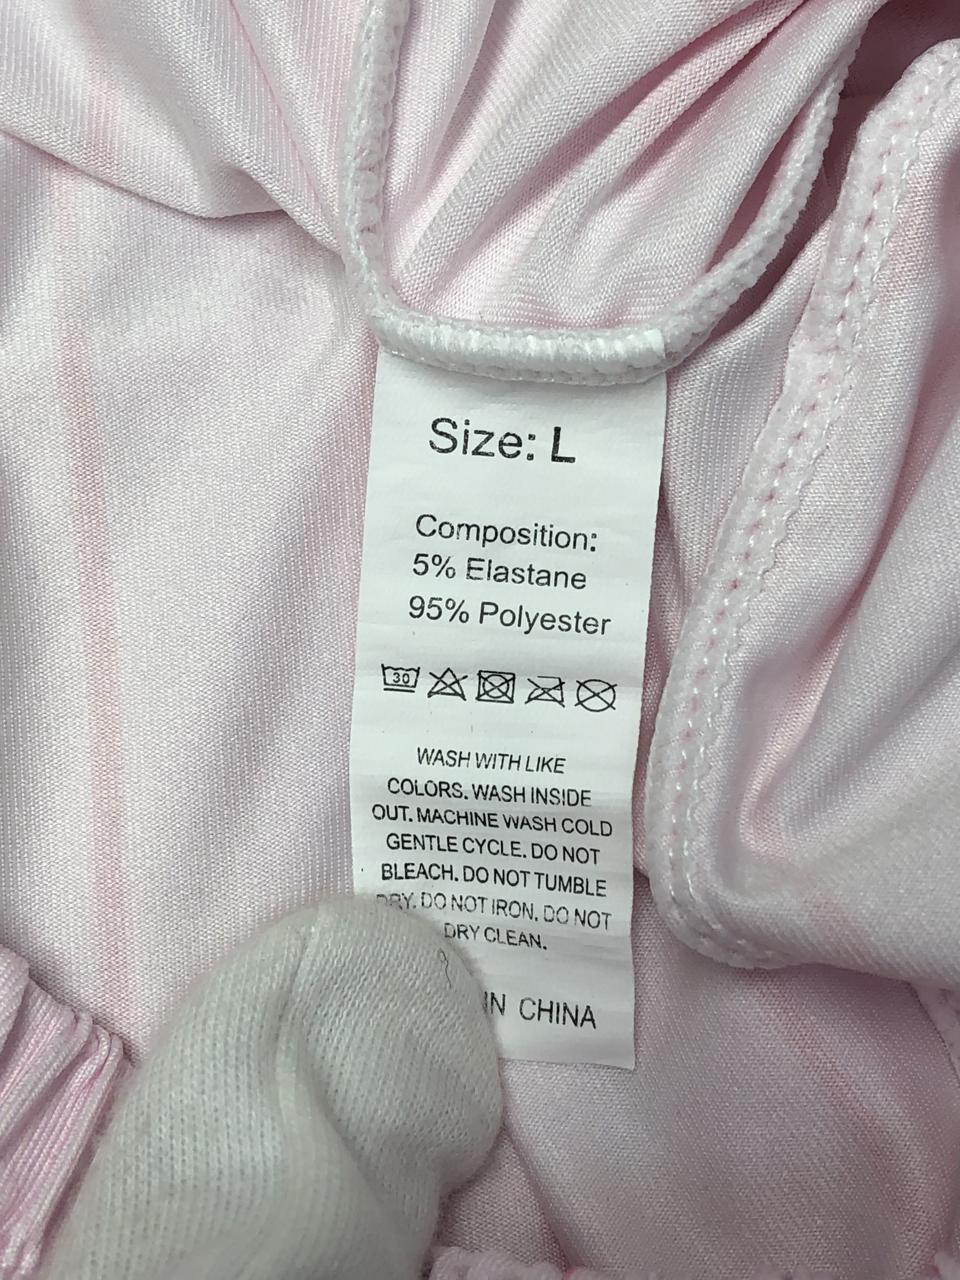 Size: L
Composition:
5% Elastane
95% Polyester
30
WASH WITH LIKE
COLORS. WASH INSIDE
OUT. MACHINE WASH COLD
GENTLE CYCLE. DO NOT
BLEACH. DO NOT TUMBLE
DRY. DO NOT IRON. DO NOT
DRY CLEAN.
IN CHINA